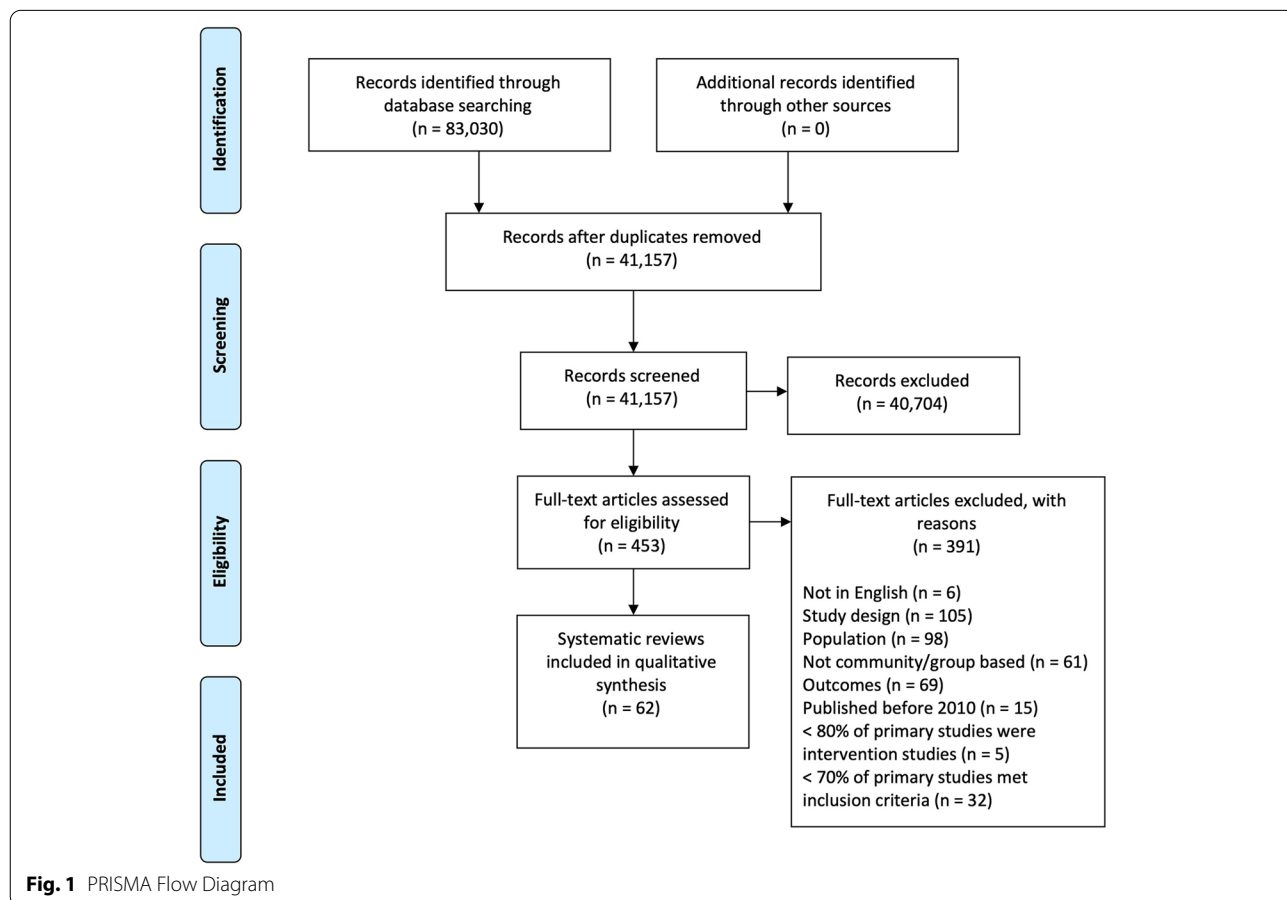 Identification
Records identified through
database searching
(n = 83,030)
Additional records identified
through other sources
(n = 0)
Records after duplicates removed
(n = 41,157)
Screening
Records screened
(n = 41,157)
Records excluded
(n = 40,704)
Eligibility
Full-text articles assessed
for eligibility
(n = 453)
Full-text articles excluded, with
reasons
(n = 391)
Not in English (n = 6)
Study design (n = 105)
Population (n = 98)
Not community/group based (n = 61)
Outcomes (n = 69)
Published before 2010 (n = 15)
< 80% of primary studies were
intervention studies (n = 5)
< 70% of primary studies met
inclusion criteria (n = 32)
Included
Systematic reviews
included in qualitative
synthesis
(n = 62)
Fig. 1 PRISMA Flow Diagram